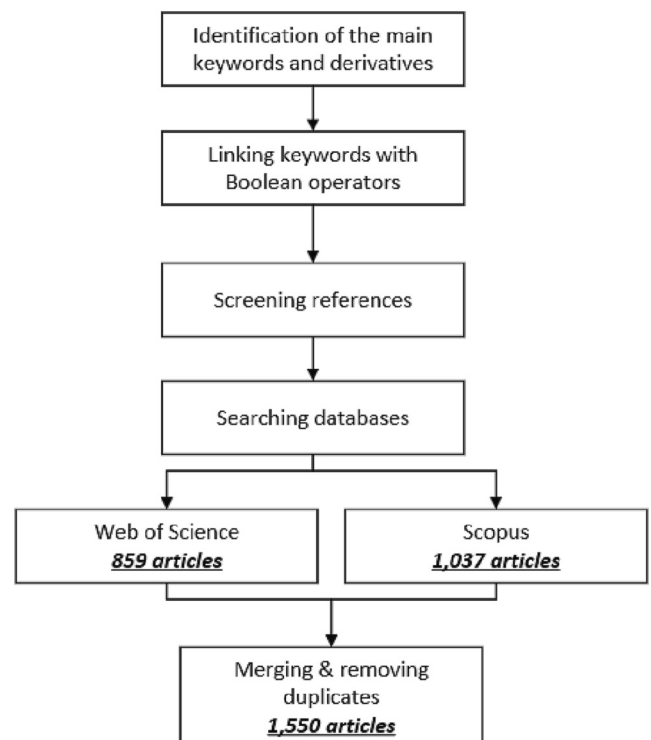 Identification of the main
keywords and derivatives
Linking keywords with
Boolean operators
Screening references
Searching databases
Web of Science
859 articles
Scopus
1,037 articles
Merging & removing
duplicates
1,550 articles